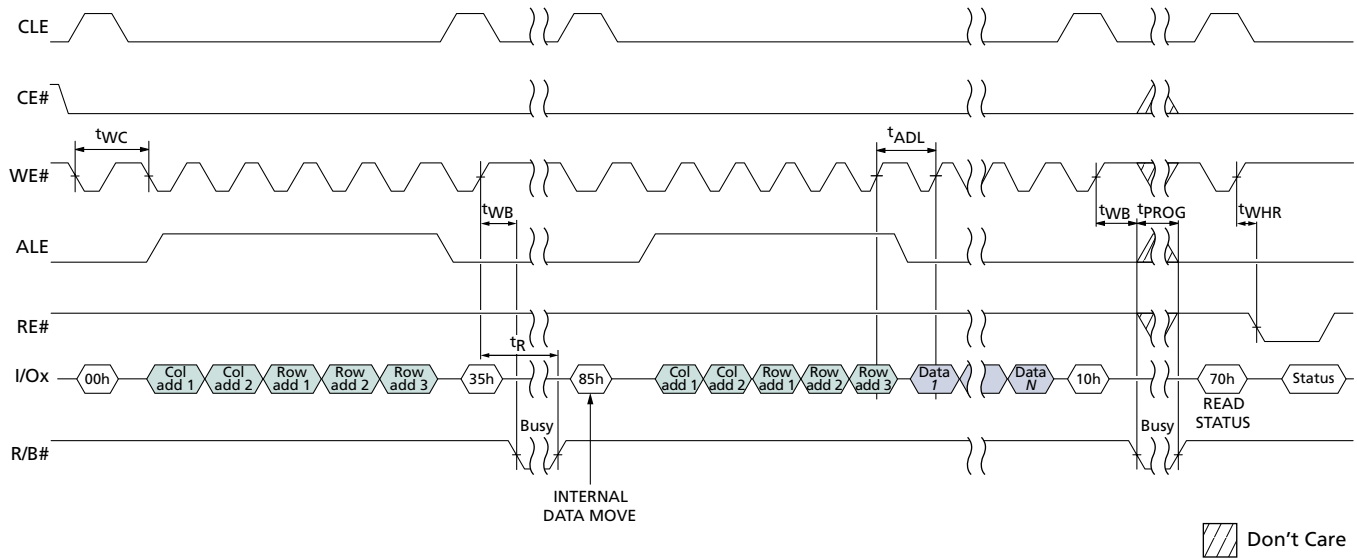 CLE
CE#
tWC
tADL
WE#
tWB
tWB
tPROG
tWHR
ALE
RE#
tR
I/Ox
00h
Col add 1
Col add 2
Row add 1
Row add 2
Row add 3
35h
85h
Col add 1
Col add 2
Row add 1
Row add 2
Row add 3
Data 1
Data N
10h
70h
Status
READ STATUS
Busy
Busy
R/B#
INTERNAL
DATA MOVE
Don't Care